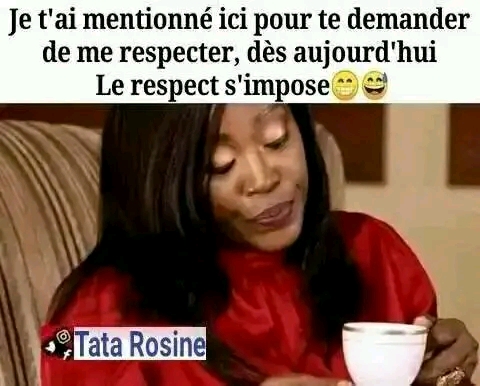 Je t'ai mentionné ici pour te demander
de me respecter, dès aujourd'hui
Le respect s'impose😁😅
Tata Rosine